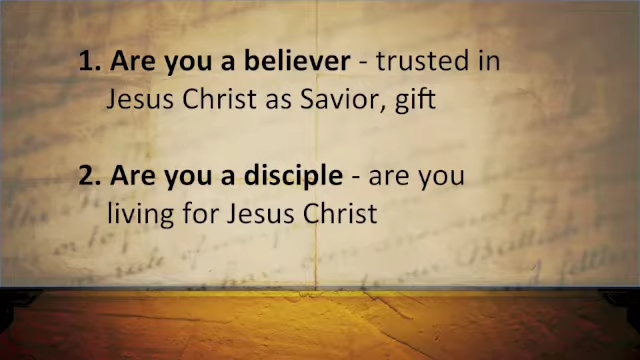 1. Are you a believer - trusted in
Jesus Christ as Savior, gift
2. Are you a disciple - are you
living for Jesus Christ